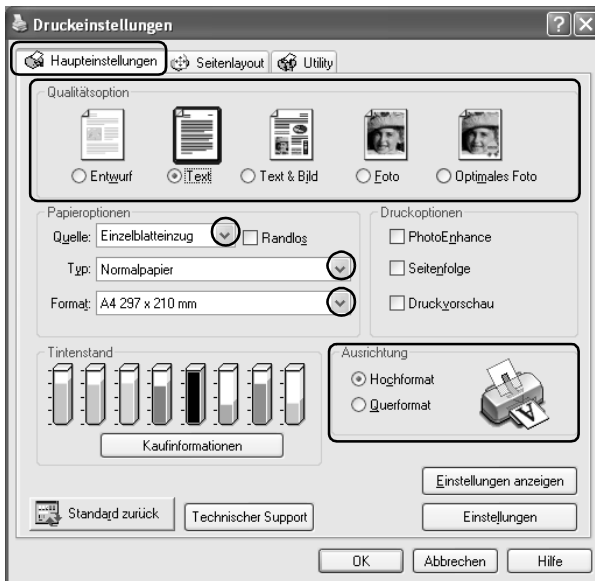 Druckeinstellungen
Haupteinstellungen Seitenlayout Utility
Qualitätsoption
Entwurf Text Text & Bild Foto Optimales Foto
Papieroptionen
Quelle: Einzelblatteinzug Randlos
Typ: Normalpapier
Format: A4 297 x 210 mm
Druckoptionen
PhotoEnhance
Seitenfolge
Druckvorschau
Tintenstand
Kaufinformationen
Ausrichtung
Hochformat
Querformat
Einstellungen anzeigen
Standard zurück Technischer Support Einstellungen
OK Abbrechen Hilfe